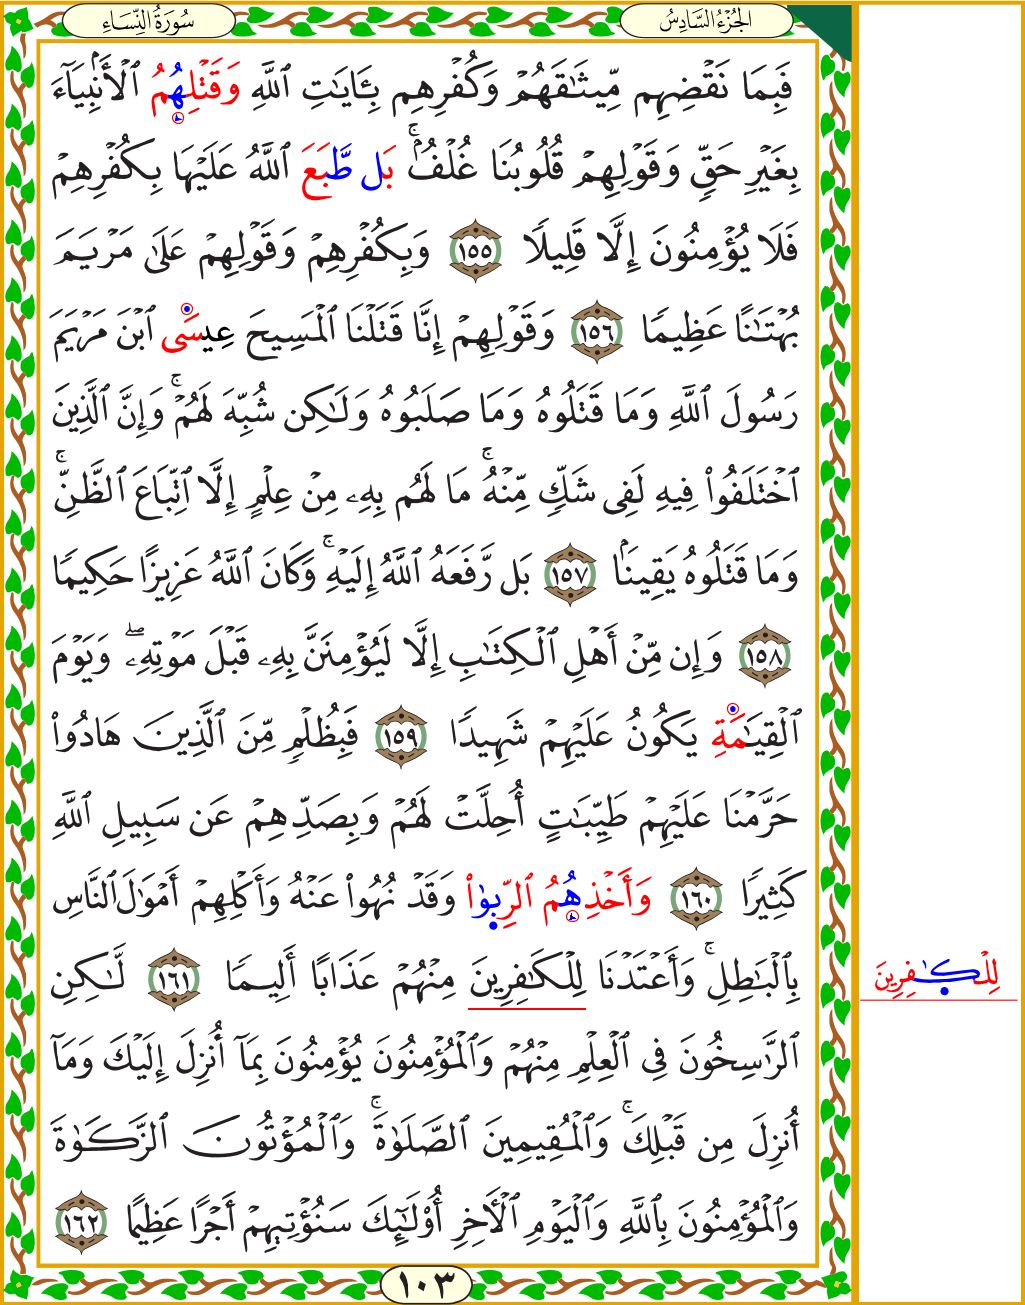 سُورَةُ النِّسَاءِ
الجُزْءُ السَّادِسُ
فَبِمَا نَقْضِهِم مِّيثَٰقَهُمْ وَكُفْرِهِم بِـَٔايَٰتِ ٱللَّهِ وَقَتْلِهُمُ ٱلْأَنۢبِيَآءَ
بِغَيْرِ حَقٍّ وَقَوْلِهِمْ قُلُوبُنَا غُلْفٌۢ ۚ بَل طَّبَعَ ٱللَّهُ عَلَيْهَا بِكُفْرِهِمْ
فَلَا يُؤْمِنُونَ إِلَّا قَلِيلًا ١٥٥ وَبِكُفْرِهِمْ وَقَوْلِهِمْ عَلَىٰ مَرْيَمَ
بُهْتَٰنًا عَظِيمًا ١٥٦ وَقَوْلِهِمْ إِنَّا قَتَلْنَا ٱلْمَسِيحَ عِيسَى ٱبْنَ مَرْيَمَ
رَسُولَ ٱللَّهِ وَمَا قَتَلُوهُ وَمَا صَلَبُوهُ وَلَٰكِن شُبِّهَ لَهُمْ ۚ وَإِنَّ ٱلَّذِينَ
ٱخْتَلَفُوا۟ فِيهِ لَفِى شَكٍّ مِّنْهُ ۚ مَا لَهُم بِهِۦ مِنْ عِلْمٍ إِلَّا ٱتِّبَاعَ ٱلظَّنِّ ۚ
وَمَا قَتَلُوهُ يَقِينًۢا ١٥٧ بَل رَّفَعَهُ ٱللَّهُ إِلَيْهِ ۚ وَكَانَ ٱللَّهُ عَزِيزًا حَكِيمًا
١٥٨ وَإِن مِّنْ أَهْلِ ٱلْكِتَٰبِ إِلَّا لَيُؤْمِنَنَّ بِهِۦ قَبْلَ مَوْتِهِۦ ۖ وَيَوْمَ
ٱلْقِيَٰمَةِ يَكُونُ عَلَيْهِمْ شَهِيدًا ١٥٩ فَبِظُلْمٍ مِّنَ ٱلَّذِينَ هَادُوا۟
حَرَّمْنَا عَلَيْهِمْ طَيِّبَٰتٍ أُحِلَّتْ لَهُمْ وَبِصَدِّهِمْ عَن سَبِيلِ ٱللَّهِ
كَثِيرًا ١٦٠ وَأَخْذِهُمُ ٱلرِّبَوٰا۟ وَقَدْ نُهُوا۟ عَنْهُ وَأَكْلِهِمْ أَمْوَٰلَ ٱلنَّاسِ
بِٱلْبَٰطِلِ ۚ وَأَعْتَدْنَا لِلْكَٰفِرِينَ مِنْهُمْ عَذَابًا أَلِيمًا ١٦١ لَّٰكِنِ
لِلْكَٰفِرِينَ
ٱلرَّٰسِخُونَ فِى ٱلْعِلْمِ مِنْهُمْ وَٱلْمُؤْمِنُونَ يُؤْمِنُونَ بِمَآ أُنزِلَ إِلَيْكَ وَمَآ
أُنزِلَ مِن قَبْلِكَ ۚ وَٱلْمُقِيمِينَ ٱلصَّلَوٰةَ ۚ وَٱلْمُؤْتُونَ ٱلزَّكَوٰةَ
وَٱلْمُؤْمِنُونَ بِٱللَّهِ وَٱلْيَوْمِ ٱلْأَخِرِ أُو۟لَٰٓئِكَ سَنُؤْتِيهِمْ أَجْرًا عَظِيمًا ١٦٢
١٠٣